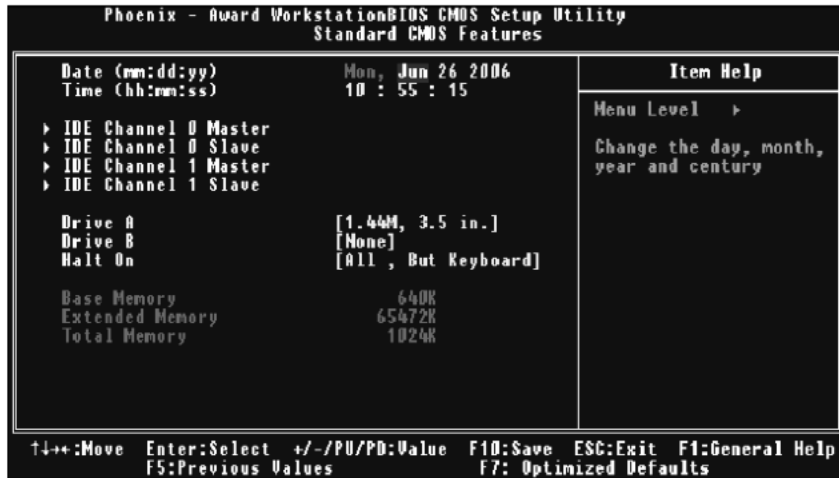 Phoenix - Award WorkstationBIOS CMOS Setup Utility
Standard CMOS Features
Date (mm:dd:yy) Mon, Jun 26 2006
Time (hh:mm:ss) 10 : 55 : 15
IDE Channel 0 Master
IDE Channel 0 Slave
IDE Channel 1 Master
IDE Channel 1 Slave
Drive A [1.44M, 3.5 in.]
Drive B [None]
Halt On [All , But Keyboard]
Base Memory 640K
Extended Memory 65472K
Total Memory 1024K
Item Help
Menu Level
Change the day, month,
year and century
↑↓→←:Move Enter:Select +/-/PU/PD:Value F10:Save ESC:Exit F1:General Help
F5:Previous Values F7: Optimized Defaults